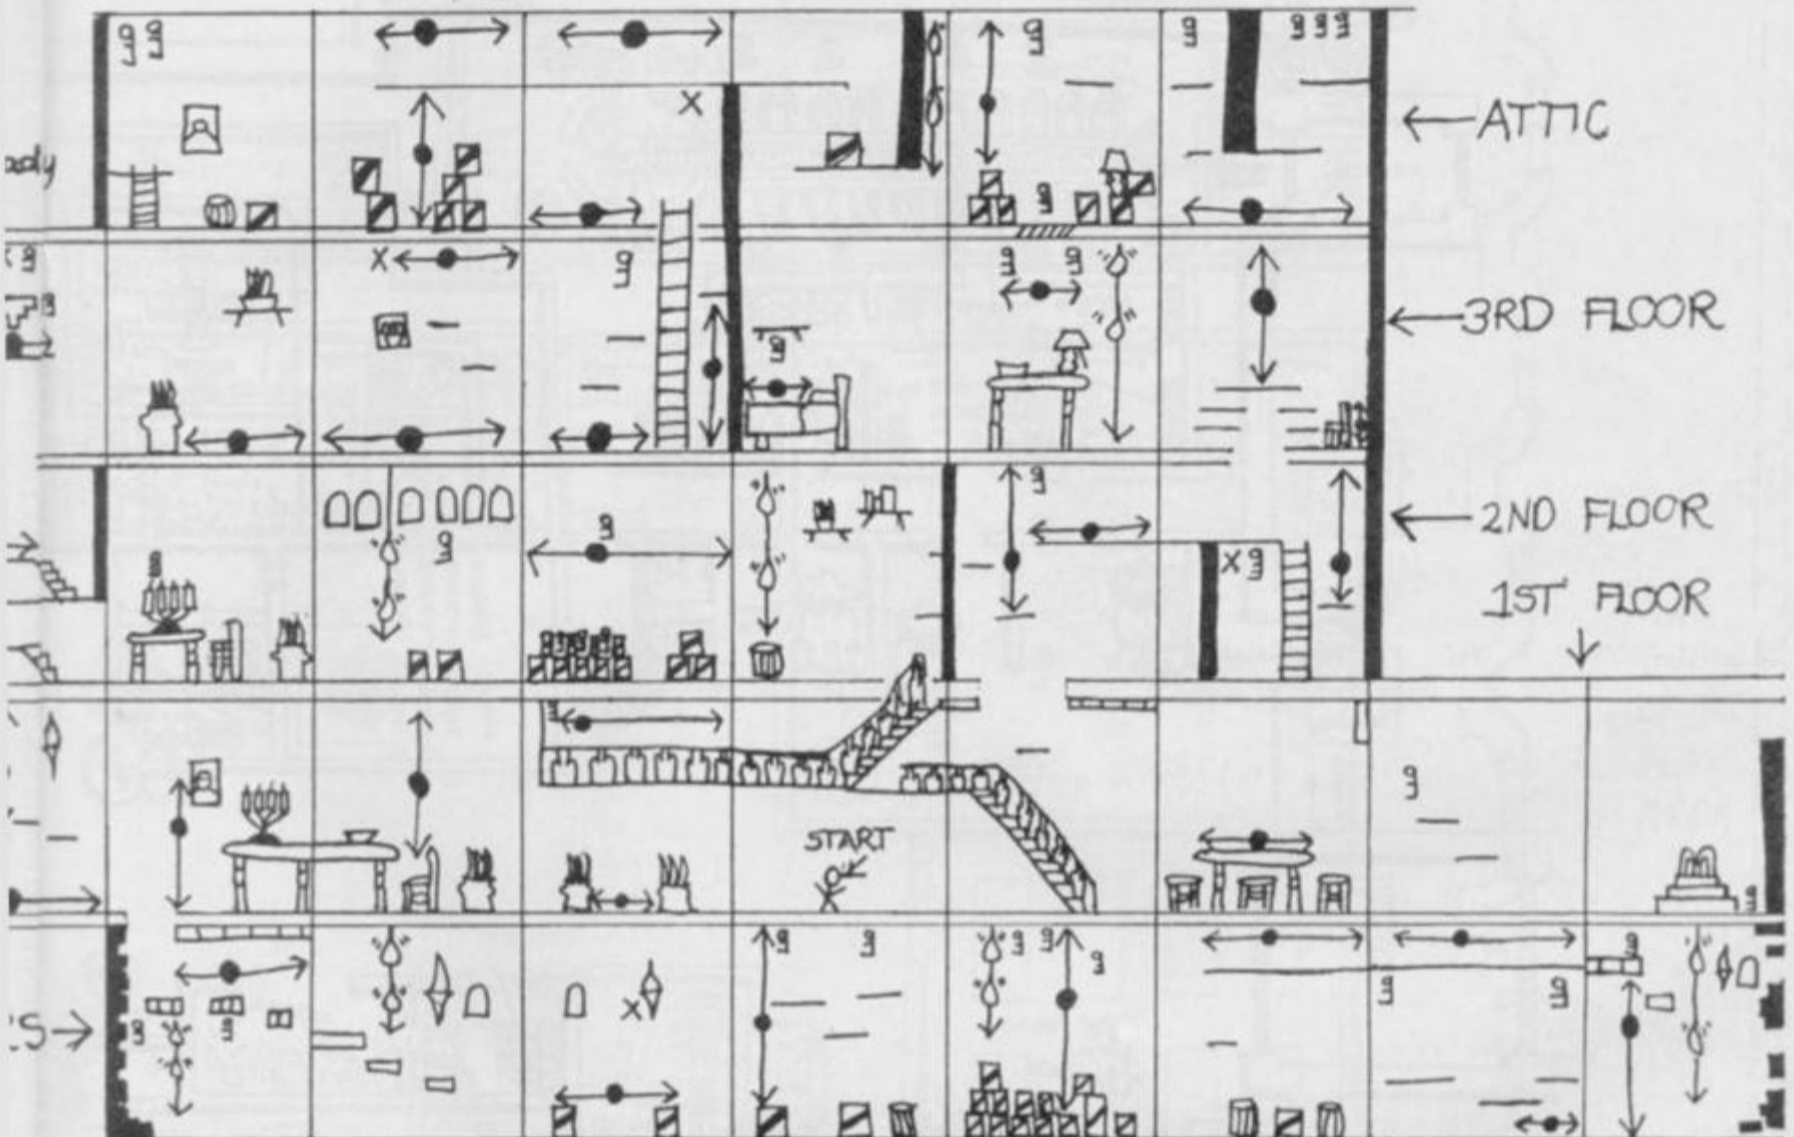 ← ATTIC
← 3RD FLOOR
← 2ND FLOOR
1ST FLOOR
START